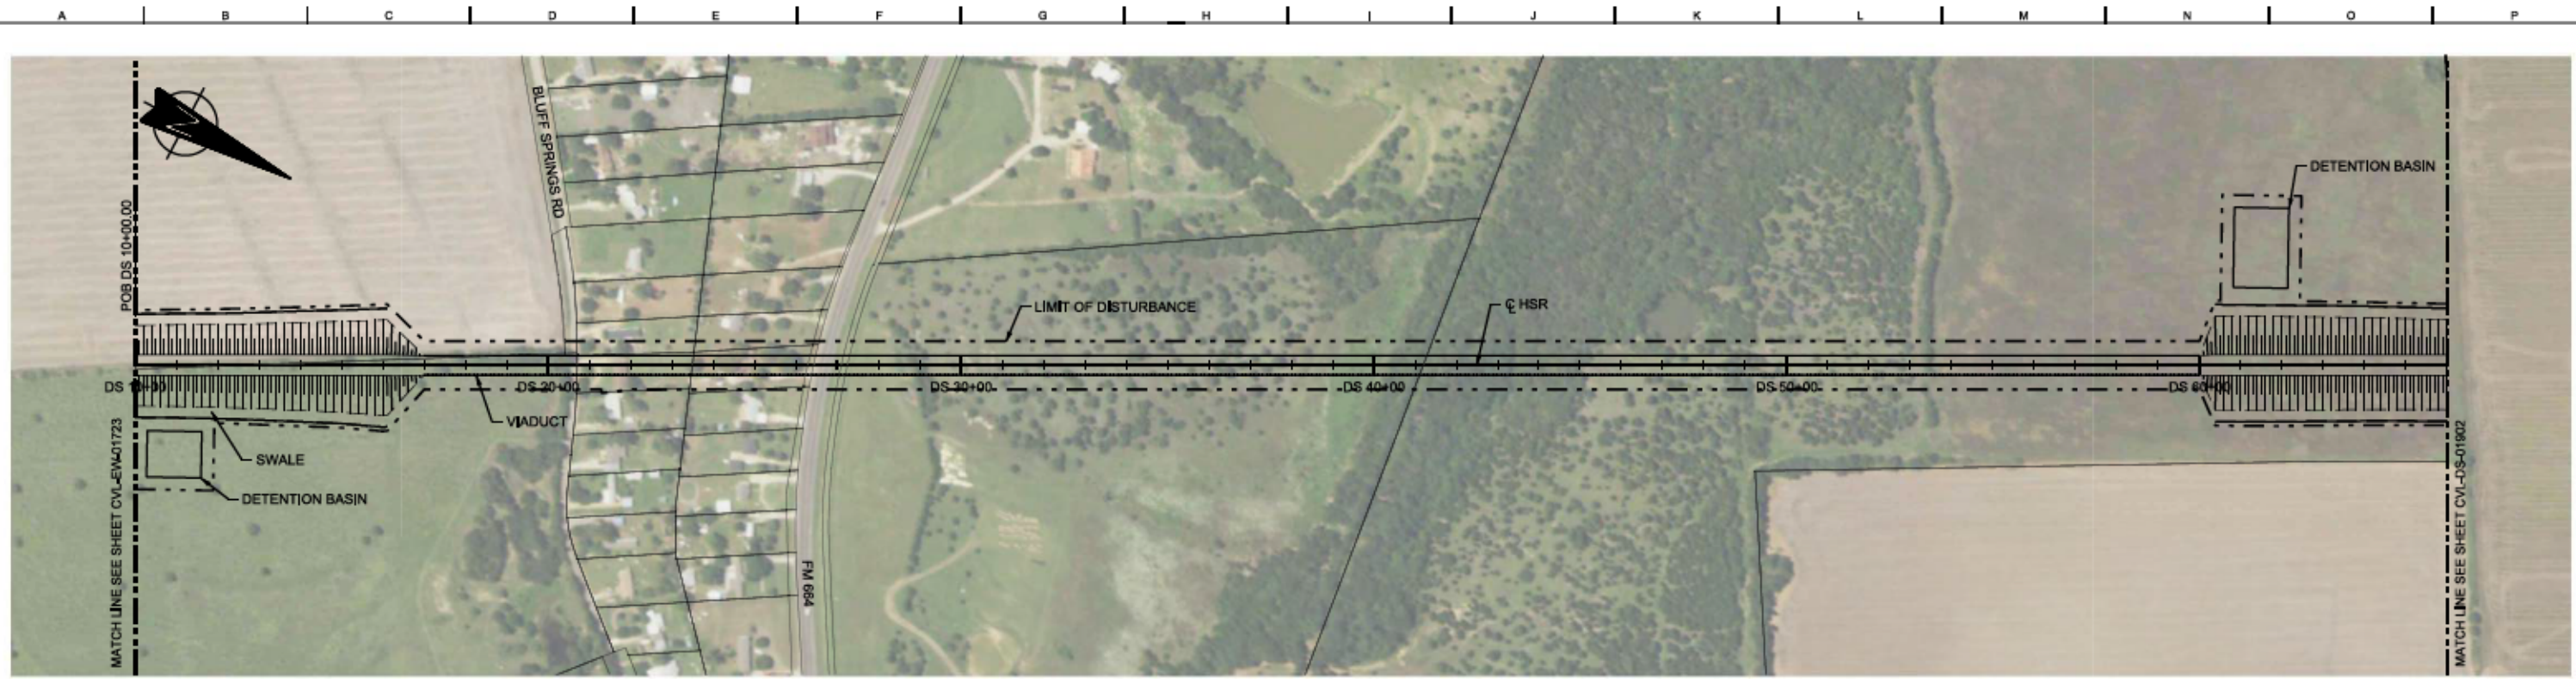 A B C D E F G H I J K L M N O P
BLUFF SPRINGS RD
N
DETENTION BASIN
POB DS 10+00.00
LIMIT OF DISTURBANCE
℄ HSR
DS 10+00
DS 20+00
DS 30+00
DS 40+00
DS 50+00
DS 60+00
VIADUCT
SWALE
DETENTION BASIN
FM 664
MATCH LINE SEE SHEET CVL-EW-01723
MATCH LINE SEE SHEET CVL-DS-01902